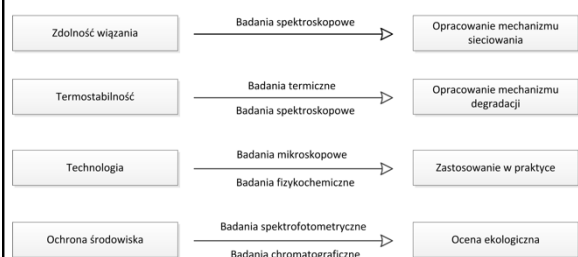 Zdolność wiązania
Badania spektroskopowe
Opracowanie mechanizmu
sieciowania
Termostabilność
Badania termiczne
Badania spektroskopowe
Opracowanie mechanizmu
degradacji
Technologia
Badania mikroskopowe
Badania fizykochemiczne
Zastosowanie w praktyce
Ochrona środowiska
Badania spektrofotometryczne
Badania chromatograficzne
Ocena ekologiczna